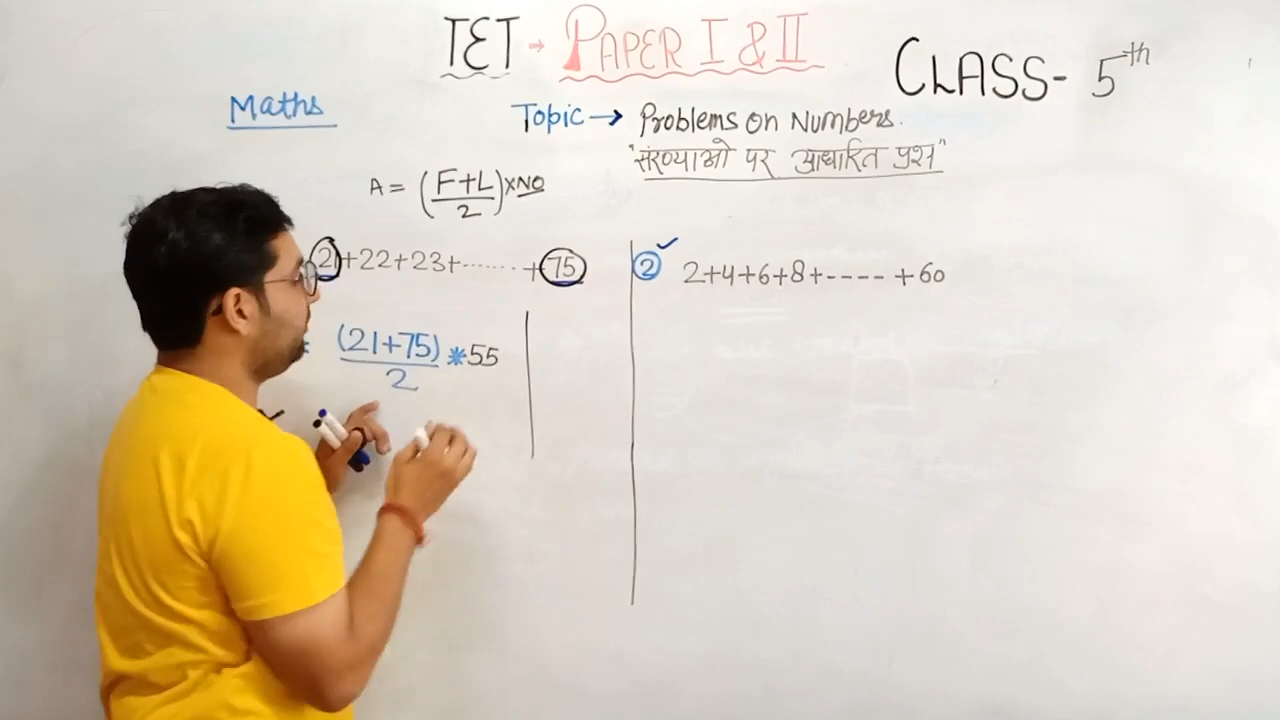 TET → PAPER I & II
CLASS- 5th
Maths
Topic → Problems On Numbers.
"संख्याओ पर आधारित प्रश्न"
A = (F+L/2)×NO
21+22+23+.......+75
= (21+75)/2 *55
② ✓ 2+4+6+8+----+60